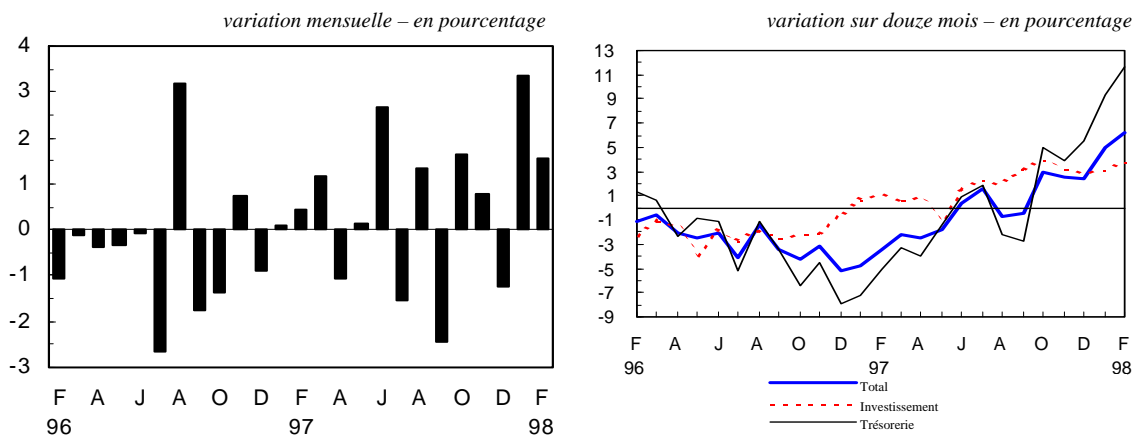 variation mensuelle – en pourcentage
4
3
2
1
0
-1
-2
-3
F A J A O D F A J A O D F
96 97 98
variation sur douze mois – en pourcentage
13
11
9
7
5
3
1
-1
-3
-5
-7
-9
F A J A O D F A J A O D F
96 97 98
Total
Investissement
Trésorerie